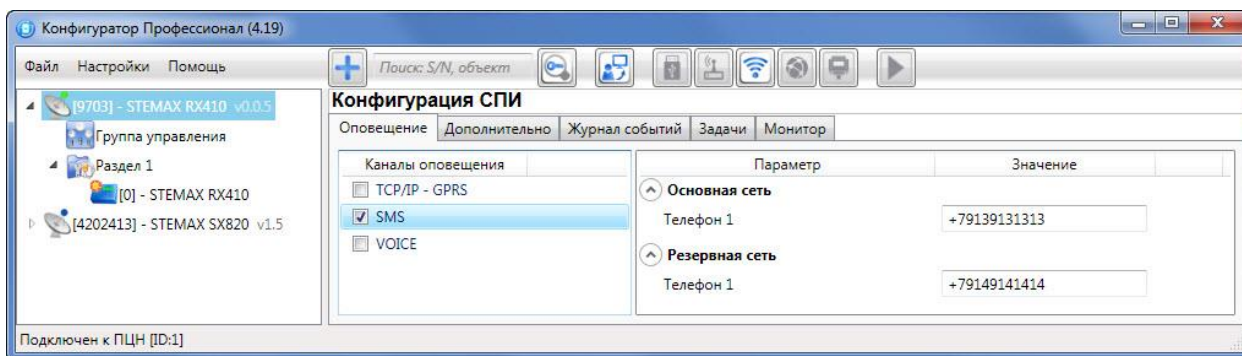 Конфигуратор Профессионал (4.19)
Файл Настройки Помощь
Поиск: S/N, объект
[9703] - STEMAX RX410 v0.0.5
Группа управления
Раздел 1
[0] - STEMAX RX410
[4202413] - STEMAX SX820 v1.5
Конфигурация СПИ
Оповещение Дополнительно Журнал событий Задачи Монитор
Каналы оповещения
TCP/IP - GPRS
SMS
VOICE
Параметр Значение
Основная сеть
Телефон 1 +79139131313
Резервная сеть
Телефон 1 +79149141414
Подключен к ПЦН [ID:1]